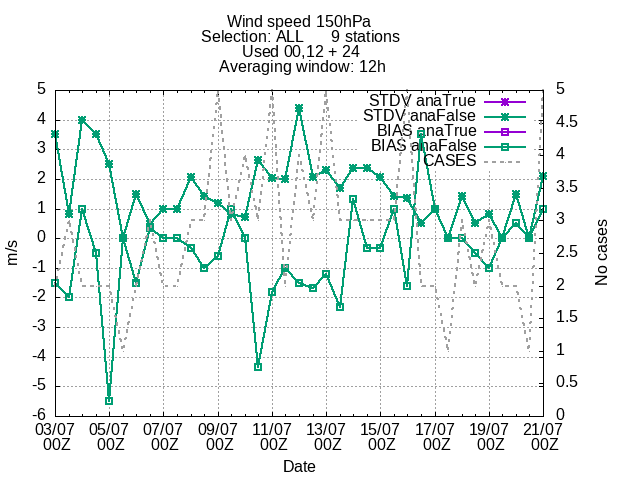 Wind speed 150hPa
Selection: ALL 9 stations
Used 00,12 + 24
Averaging window: 12h
STDV anaTrue
STDV anaFalse
BIAS anaTrue
BIAS anaFalse
CASES
5
4
3
2
1
0
-1
-2
-3
-4
-5
-6
m/s
5
4.5
4
3.5
3
2.5
2
1.5
1
0.5
0
No cases
03/07 05/07 07/07 09/07 11/07 13/07 15/07 17/07 19/07 21/07
00Z 00Z 00Z 00Z 00Z 00Z 00Z 00Z 00Z 00Z
Date